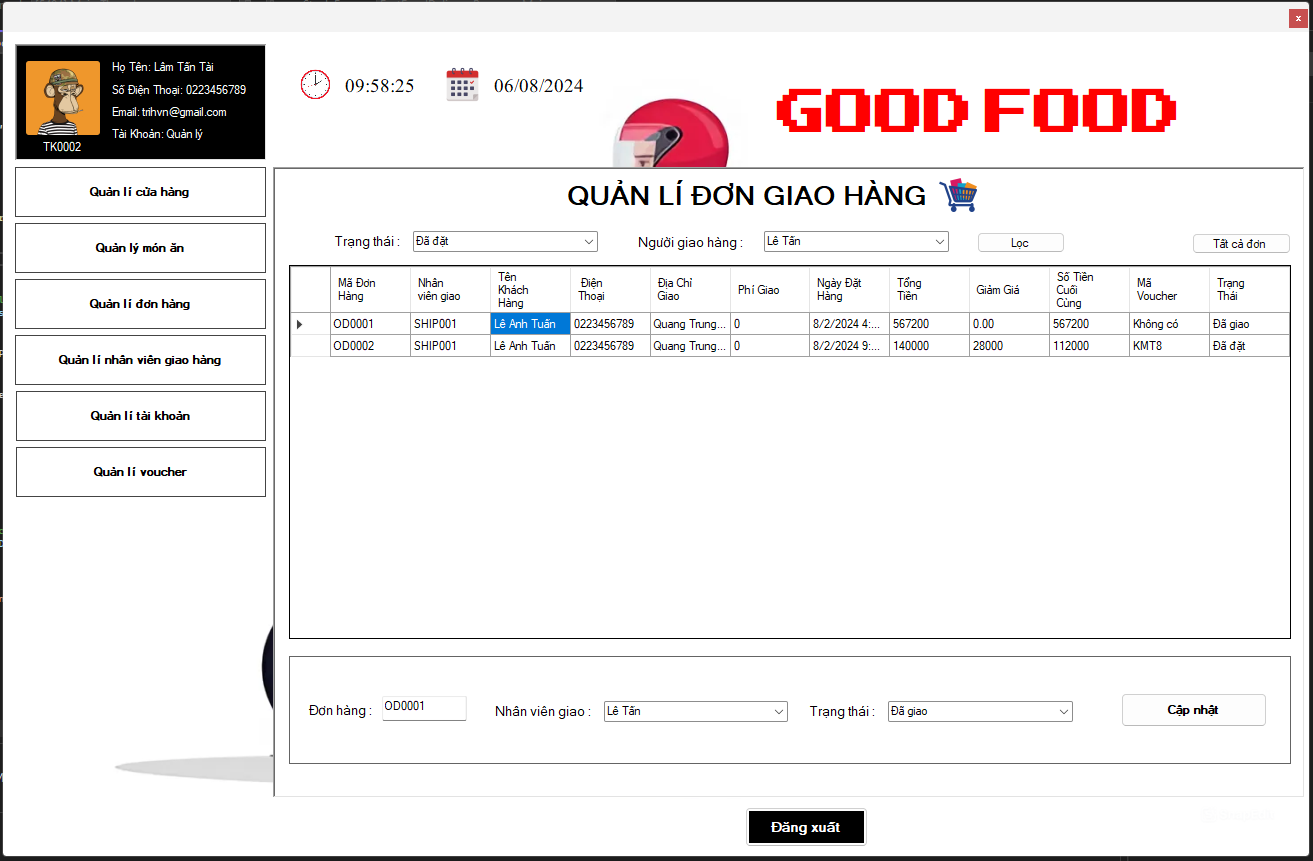 x
Họ Tên: Lâm Tấn Tài
Số Điện Thoại: 0223456789
Email: trihvn@gmail.com
Tài Khoản: Quản lý
TK0002
09:58:25
06/08/2024
GOOD FOOD
Quản lí cửa hàng
Quản lý món ăn
Quản lí đơn hàng
Quản lí nhân viên giao hàng
Quản lí tài khoản
Quản lí voucher
QUẢN LÍ ĐƠN GIAO HÀNG
Trạng thái : Đã đặt Người giao hàng : Lê Tấn Lọc Tất cả đơn
Mã Đơn Hàng Nhân viên giao Tên Khách Hàng Điện Thoại Địa Chỉ Giao Phí Giao Ngày Đặt Hàng Tổng Tiền Giảm Giá Số Tiền Cuối Cùng Mã Voucher Trạng Thái
OD0001 SHIP001 Lê Anh Tuấn 0223456789 Quang Trung... 0 8/2/2024 4:... 567200 0.00 567200 Không có Đã giao
OD0002 SHIP001 Lê Anh Tuấn 0223456789 Quang Trung... 0 8/2/2024 9:... 140000 28000 112000 KMT8 Đã đặt
Đơn hàng : OD0001 Nhân viên giao : Lê Tấn Trạng thái : Đã giao Cập nhật
Đăng xuất